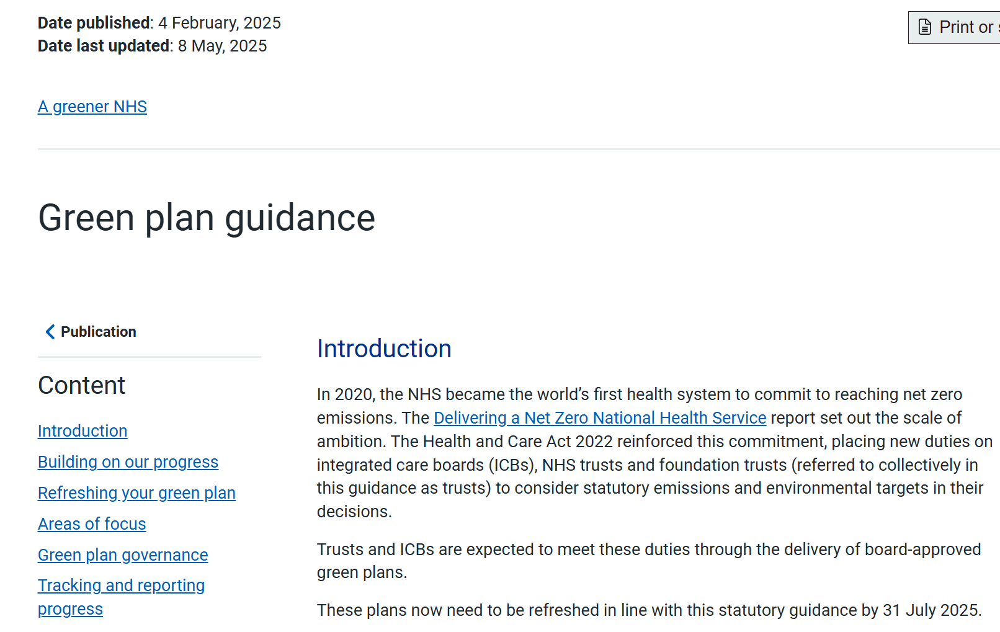 Date published: 4 February, 2025
Date last updated: 8 May, 2025
Print or
A greener NHS
Green plan guidance
Publication
Content
Introduction
Building on our progress
Refreshing your green plan
Areas of focus
Green plan governance
Tracking and reporting
progress
Introduction
In 2020, the NHS became the world’s first health system to commit to reaching net zero
emissions. The Delivering a Net Zero National Health Service report set out the scale of
ambition. The Health and Care Act 2022 reinforced this commitment, placing new duties on
integrated care boards (ICBs), NHS trusts and foundation trusts (referred to collectively in
this guidance as trusts) to consider statutory emissions and environmental targets in their
decisions.
Trusts and ICBs are expected to meet these duties through the delivery of board-approved
green plans.
These plans now need to be refreshed in line with this statutory guidance by 31 July 2025.